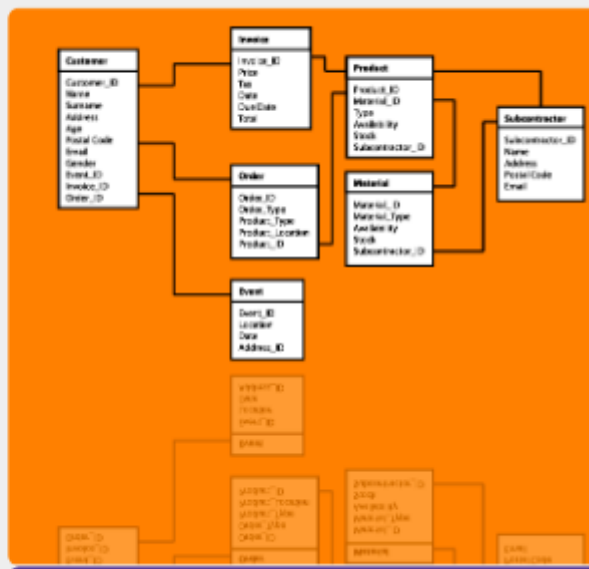 Customer
Customer_ID
Name
Surname
Address
Age
Postal Code
Email
Gender
Event_ID
Invoice_ID
Order_ID
Invoice
Invoice_ID
Price
Tax
Date
DueDate
Total
Order
Order_ID
Order_Type
Product_Type
Product_Location
Product_ID
Event
Event_ID
Location
Date
Address_ID
Product
Product_ID
Material_ID
Type
Availability
Stock
Subcontractor_ID
Material
Material_ID
Material_Type
Availability
Stock
Subcontractor_ID
Subcontractor
Subcontractor_ID
Name
Address
Postal Code
Email